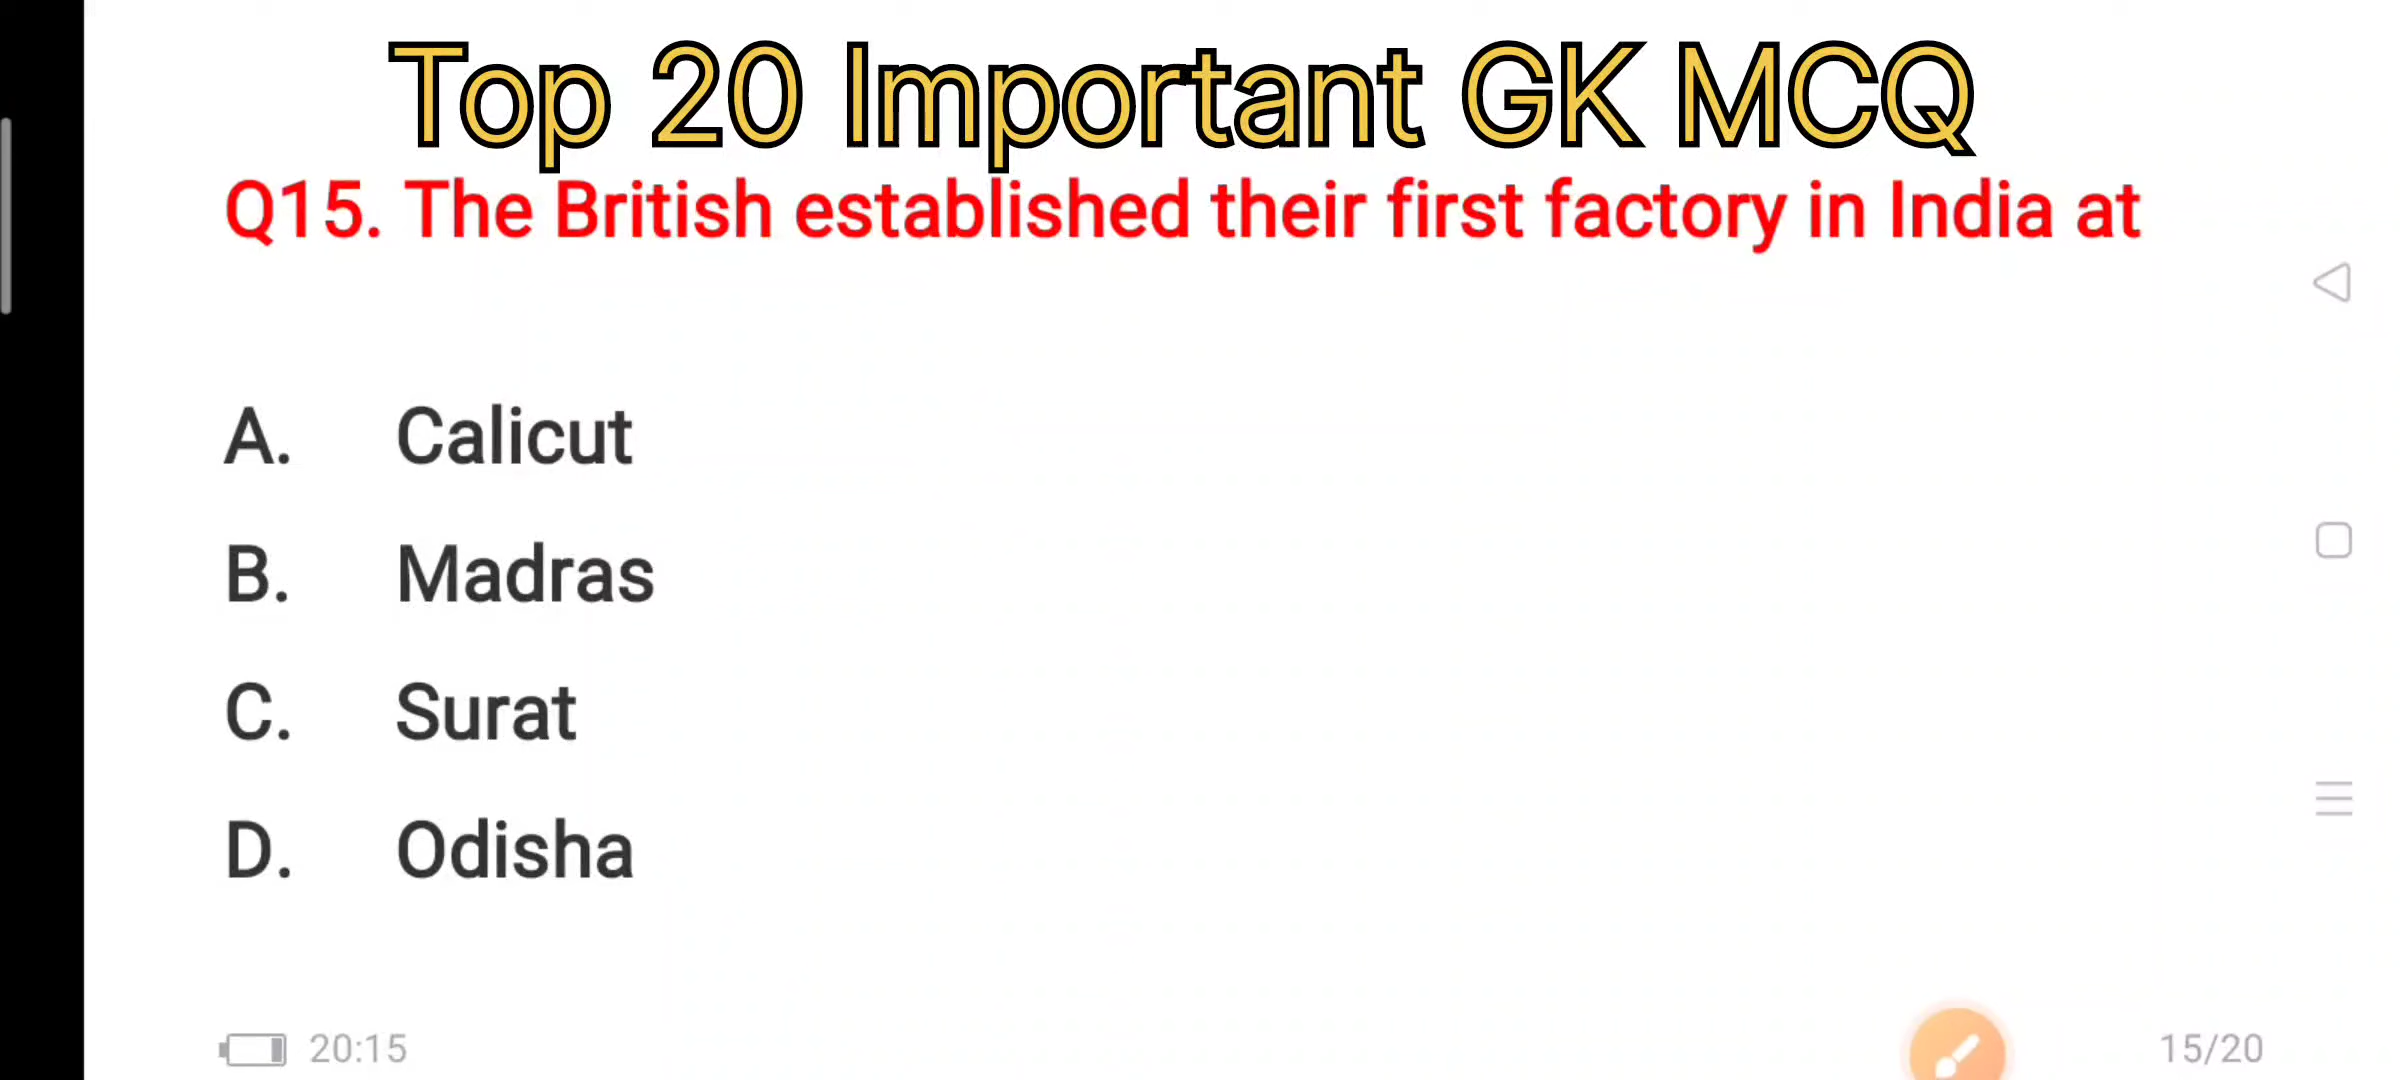 Top 20 Important GK MCQ
Q15. The British established their first factory in India at
A. Calicut
B. Madras
C. Surat
D. Odisha
20:15
15/20